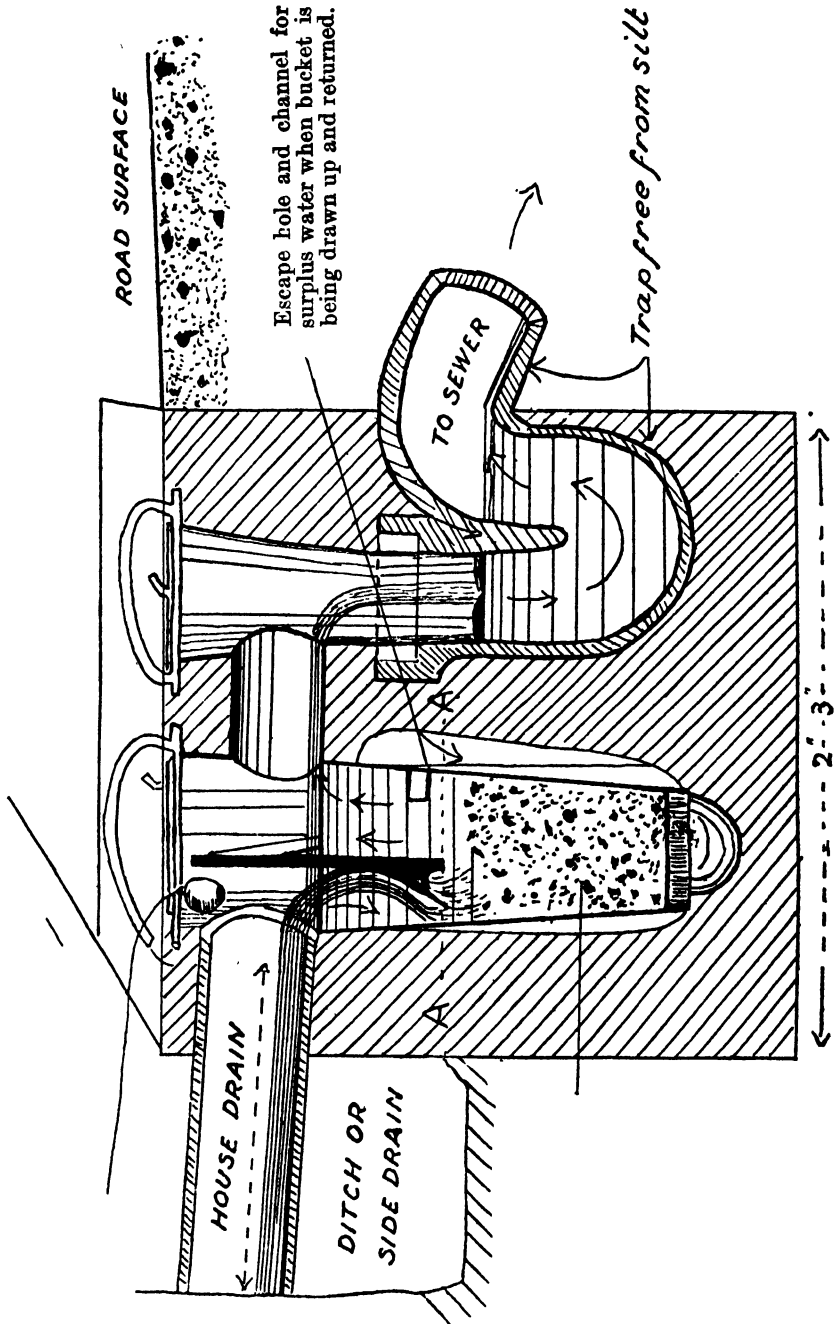 ROAD SURFACE
Escape hole and channel for
surplus water when bucket is
being drawn up and returned.
TO SEWER
Trap free from silt
A
A
HOUSE DRAIN
DITCH OR
SIDE DRAIN
2" 3"